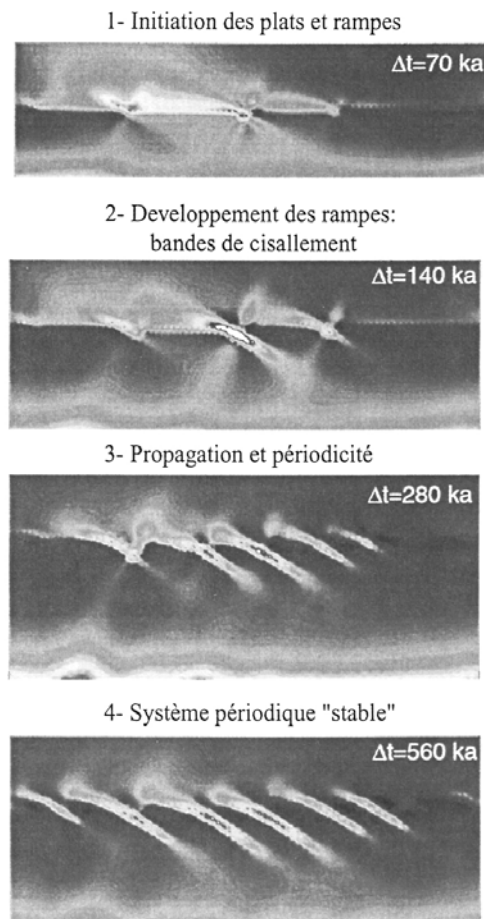 1- Initiation des plats et rampes
Δt=70 ka
2- Developpement des rampes:
bandes de cisallement
Δt=140 ka
3- Propagation et périodicité
Δt=280 ka
4- Système périodique "stable"
Δt=560 ka